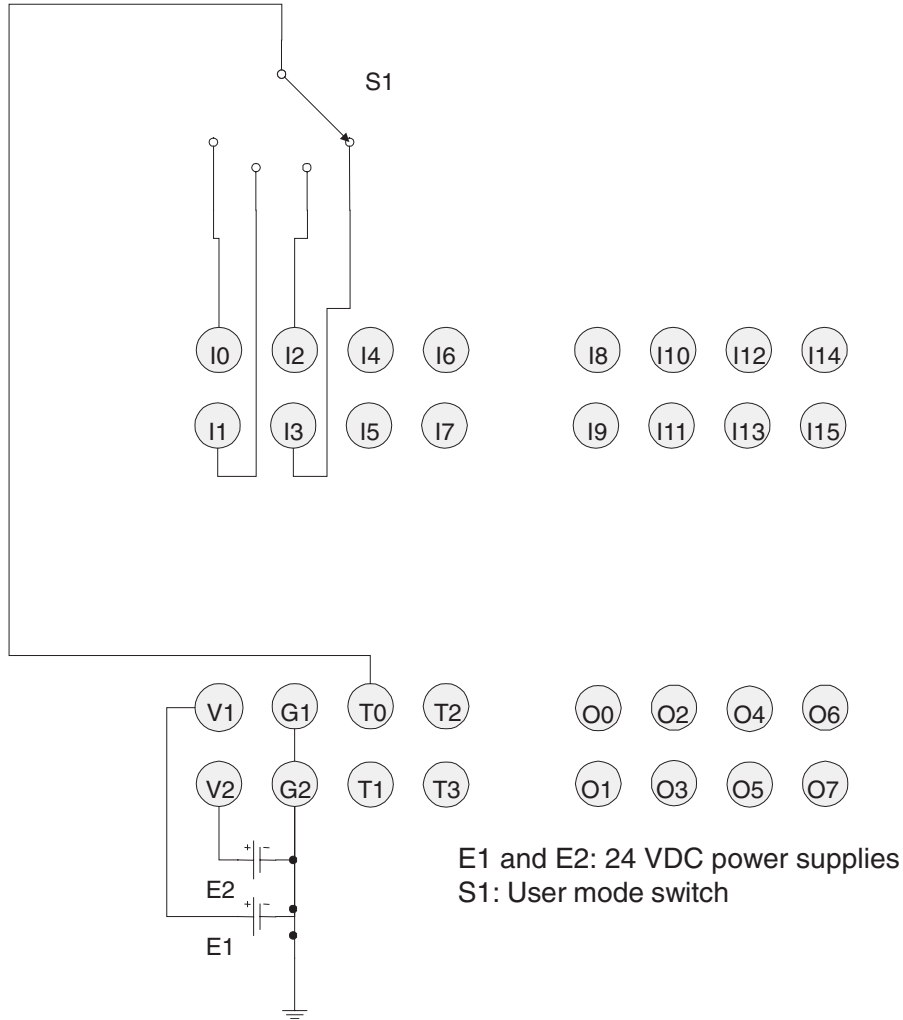 S1
I0 I2 I4 I6 I8 I10 I12 I14
I1 I3 I5 I7 I9 I11 I13 I15
V1 G1 T0 T2 O0 O2 O4 O6
V2 G2 T1 T3 O1 O3 O5 O7
+ -
E2
+ -
E1
E1 and E2: 24 VDC power supplies
S1: User mode switch